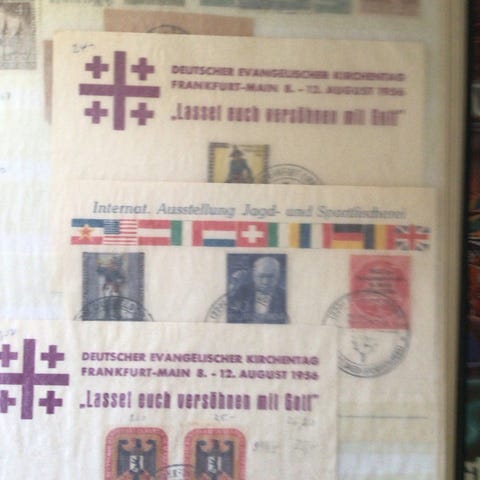 24.-
DEUTSCHER EVANGELISCHER KIRCHENTAG
FRANKFURT-MAIN 8. - 12. AUGUST 1956
„Lasset euch versöhnen mit Gott"
Internat. Ausstellung Jagd- und Sportfischerei
DEUTSCHER EVANGELISCHER KIRCHENTAG
FRANKFURT-MAIN 8. - 12. AUGUST 1956
„Lasset euch versöhnen mit Gott"